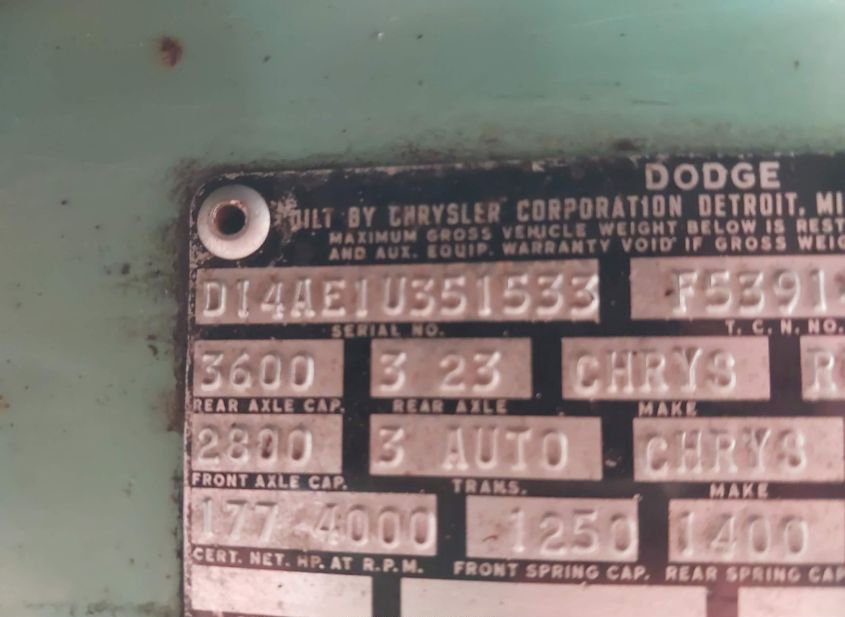 DODGE
UILT BY CHRYSLER CORPORATION DETROIT, MI
MAXIMUM GROSS VEHICLE WEIGHT BELOW IS REST
AND AUX. EQUIP. WARRANTY VOID IF GROSS WEIG
D14AE1U351533 F5391
SERIAL NO. T. C. N. NO.
3600 3 23 CHRYS R
REAR AXLE CAP. REAR AXLE MAKE
2800 3 AUTO CHRYS
FRONT AXLE CAP. TRANS. MAKE
177 4000 1250 1400
CERT. NET. HP. AT R.P.M. FRONT SPRING CAP. REAR SPRING CAP